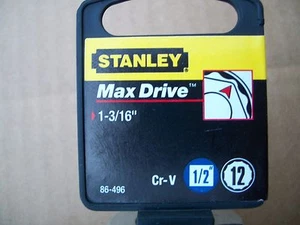 STANLEY
Max Drive™
1-3/16"
86-496
Cr-V
1/2"
12